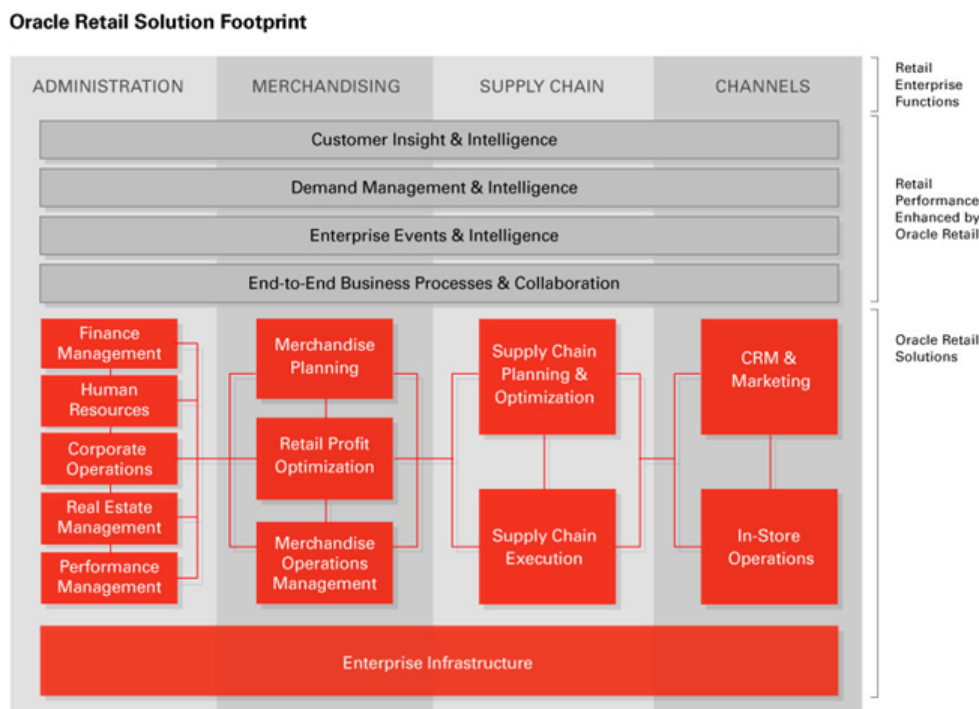 Oracle Retail Solution Footprint
ADMINISTRATION
MERCHANDISING
SUPPLY CHAIN
CHANNELS
Retail
Enterprise
Functions
Customer Insight & Intelligence
Demand Management & Intelligence
Enterprise Events & Intelligence
End-to-End Business Processes & Collaboration
Retail
Performance
Enhanced by
Oracle Retail
Finance
Management
Human
Resources
Corporate
Operations
Real Estate
Management
Performance
Management
Merchandise
Planning
Retail Profit
Optimization
Merchandise
Operations
Management
Supply Chain
Planning &
Optimization
Supply Chain
Execution
CRM &
Marketing
In-Store
Operations
Oracle Retail
Solutions
Enterprise Infrastructure